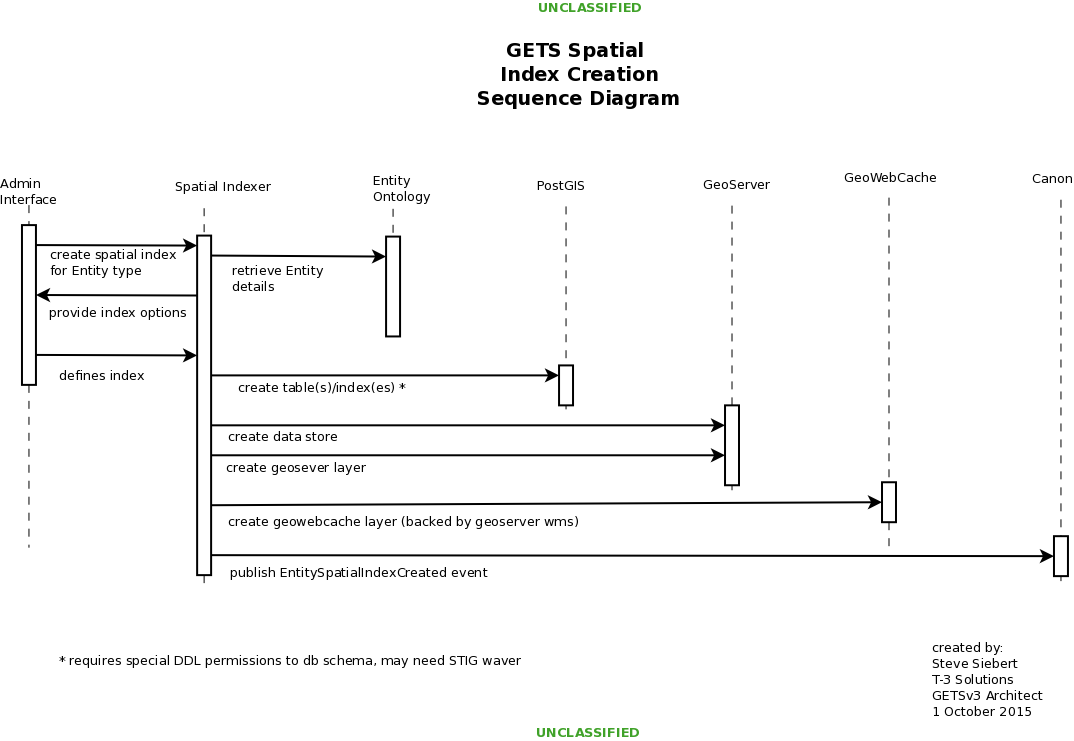 UNCLASSIFIED
GETS Spatial
Index Creation
Sequence Diagram
Admin
Interface
Spatial Indexer
Entity
Ontology
PostGIS
GeoServer
GeoWebCache
Canon
create spatial index
for Entity type
retrieve Entity
details
provide index options
defines index
create table(s)/index(es) *
create data store
create geosever layer
create geowebcache layer (backed by geoserver wms)
publish EntitySpatialIndexCreated event
* requires special DDL permissions to db schema, may need STIG waver
created by:
Steve Siebert
T-3 Solutions
GETSv3 Architect
1 October 2015
UNCLASSIFIED